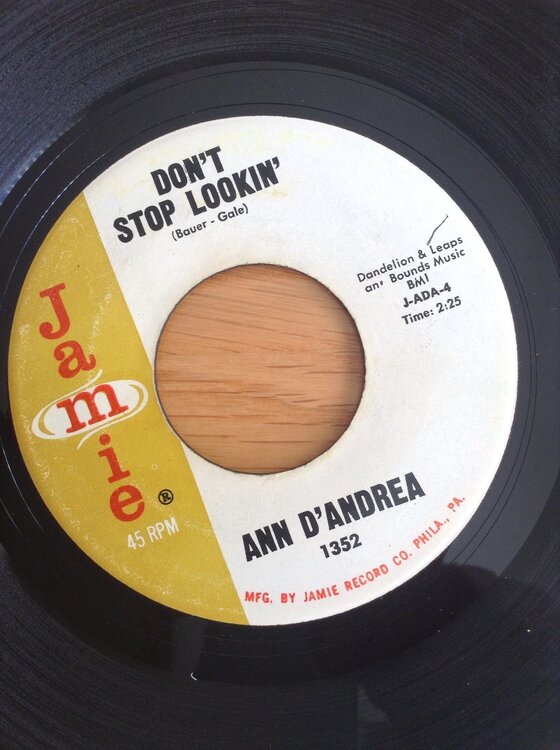 DON'T
STOP LOOKIN'
(Bauer - Gale)
Dandelion & Leaps
an' Bounds Music
BMI
J-ADA-4
Time: 2:25
Jamie
®
45 RPM
ANN D'ANDREA
1352
MFG. BY JAMIE RECORD CO. PHILA., PA.